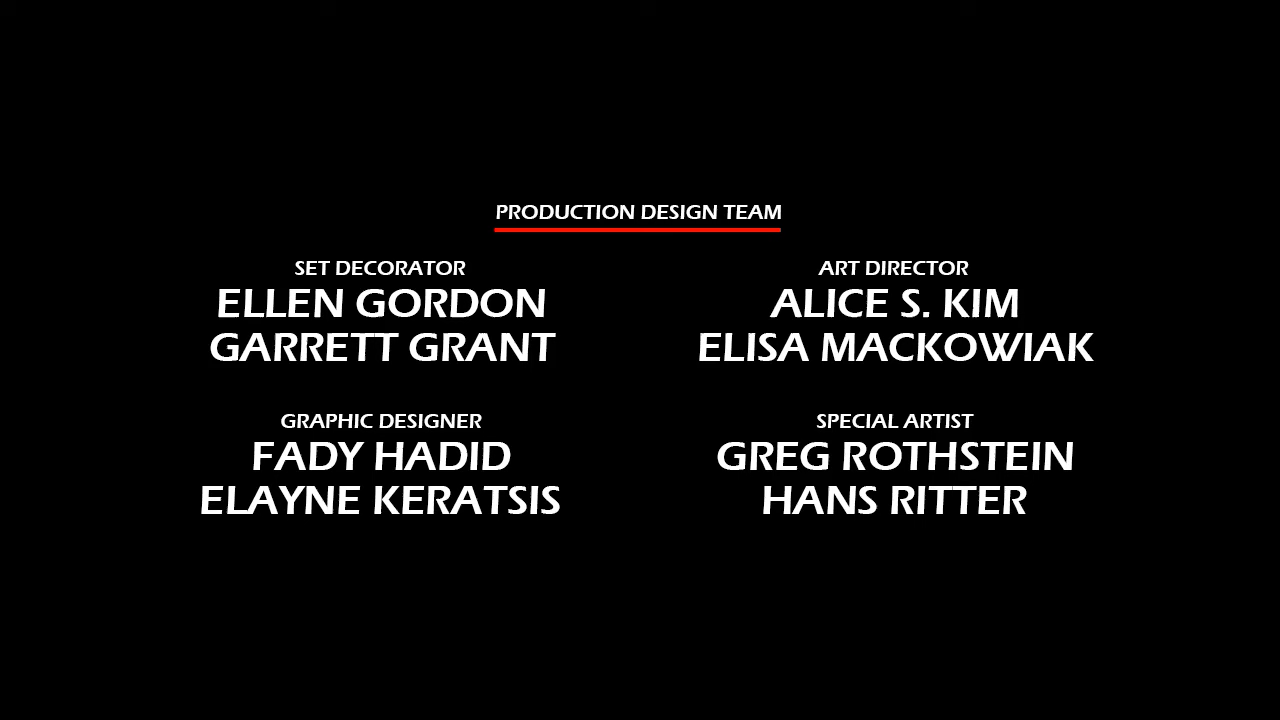 PRODUCTION DESIGN TEAM
SET DECORATOR
ELLEN GORDON
GARRETT GRANT
ART DIRECTOR
ALICE S. KIM
ELISA MACKOWIAK
GRAPHIC DESIGNER
FADY HADID
ELAYNE KERATSIS
SPECIAL ARTIST
GREG ROTHSTEIN
HANS RITTER